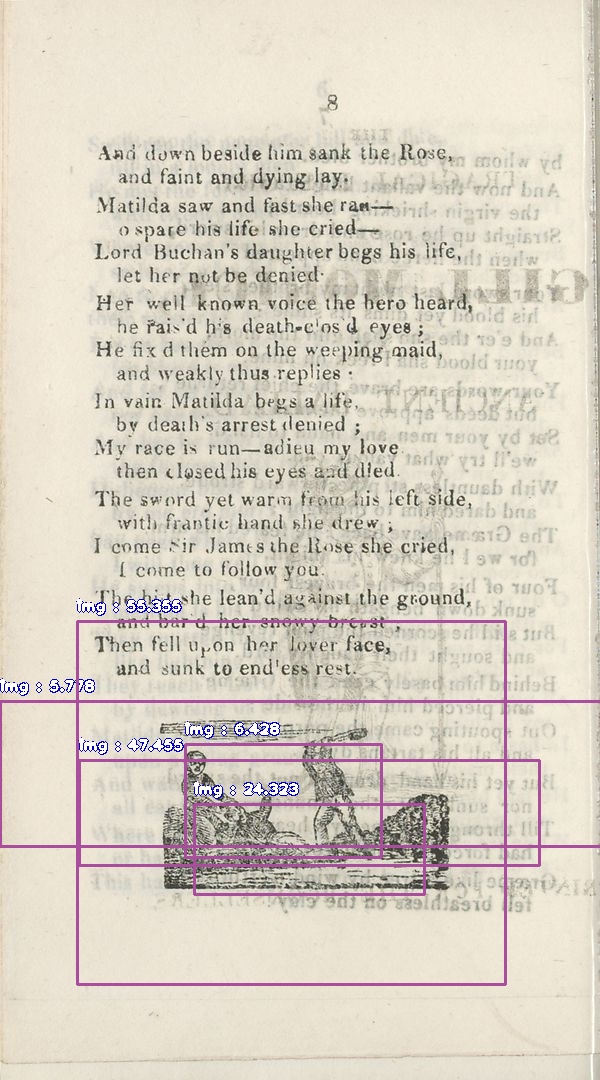 8
And down beside him sank the Rose,
and faint and dying lay.
Matilda saw and fast she ran—
o spare his life she cried—
Lord Buchan's daughter begs his life,
let her not be denied·
Her well known voice the hero heard,
he rais'd h's death-c'os'd eyes ;
He fix d them on the weeping maid,
and weakly thus replies :
In vain Matilda begs a life,
by death's arrest denied ;
My race is run—adieu my love
then closed his eyes and died.
The sword yet warm from his left side,
with frantic hand she drew ;
I come Sir James the Rose she cried,
I come to follow you.
The hilt she lean'd against the ground,
img : 55.355
and bar'd her snowy breast ,
Then fell upon her lover face,
and sunk to end'ess rest.
img : 5.778
img : 6.428
img : 47.455
img : 24.323